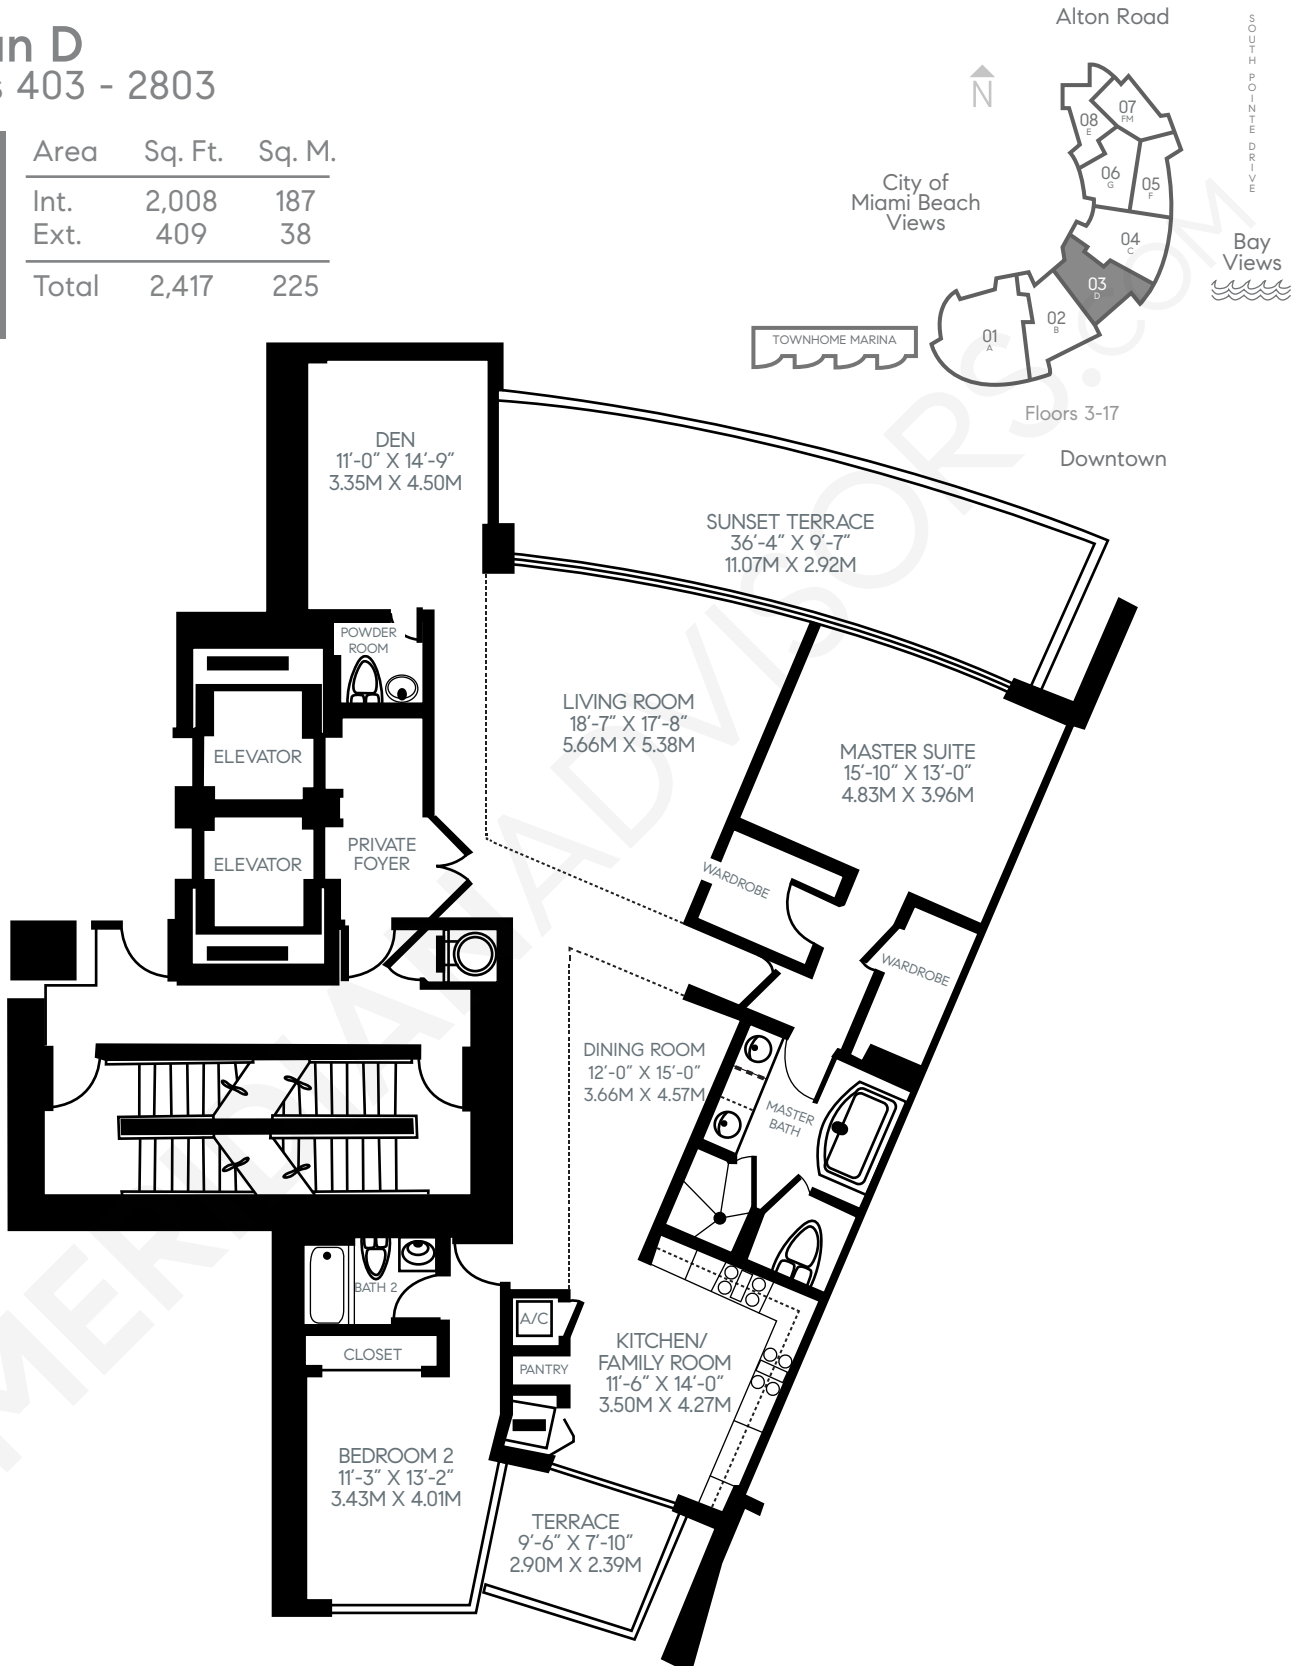 an D
s 403 - 2803
Area Sq. Ft. Sq. M.
Int. 2,008 187
Ext. 409 38
Total 2,417 225
Alton Road
SOUTH POINTE DRIVE
N
City of
Miami Beach
Views
Bay
Views
08
E
07
FM
06
G
05
F
04
C
03
D
02
B
01
A
TOWNHOME MARINA
Floors 3-17
Downtown
DEN
11'-0" X 14'-9"
3.35M X 4.50M
SUNSET TERRACE
36'-4" X 9'-7"
11.07M X 2.92M
POWDER
ROOM
LIVING ROOM
18'-7" X 17'-8"
5.66M X 5.38M
MASTER SUITE
15'-10" X 13'-0"
4.83M X 3.96M
ELEVATOR
ELEVATOR
PRIVATE
FOYER
WARDROBE
WARDROBE
DINING ROOM
12'-0" X 15'-0"
3.66M X 4.57M
MASTER
BATH
BATH 2
A/C
CLOSET
PANTRY
KITCHEN/
FAMILY ROOM
11'-6" X 14'-0"
3.50M X 4.27M
BEDROOM 2
11'-3" X 13'-2"
3.43M X 4.01M
TERRACE
9'-6" X 7'-10"
2.90M X 2.39M
MERIDIANADVISORS.COM